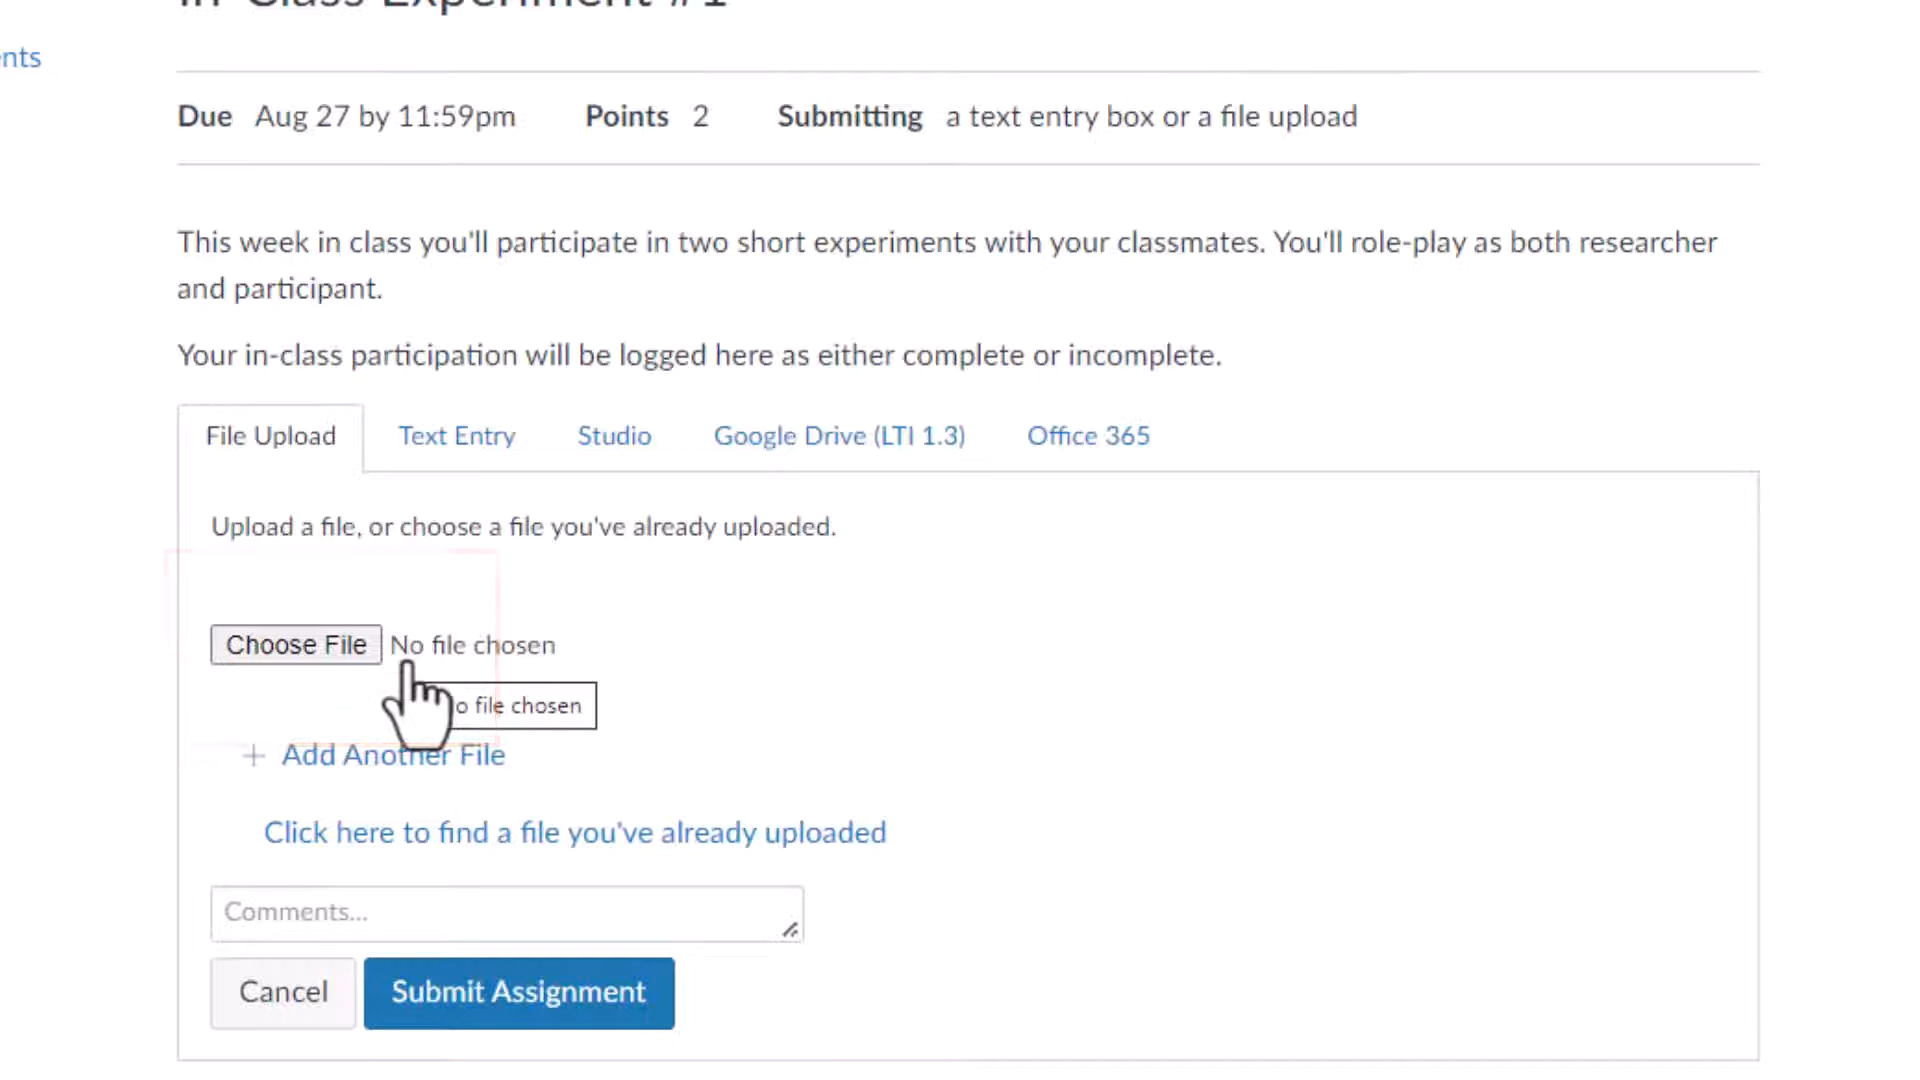 In-Class Experiment #1
ents
Due Aug 27 by 11:59pm Points 2 Submitting a text entry box or a file upload
This week in class you'll participate in two short experiments with your classmates. You'll role-play as both researcher
and participant.
Your in-class participation will be logged here as either complete or incomplete.
File Upload Text Entry Studio Google Drive (LTI 1.3) Office 365
Upload a file, or choose a file you've already uploaded.
Choose File No file chosen
o file chosen
+ Add Another File
Click here to find a file you've already uploaded
Comments...
Cancel Submit Assignment